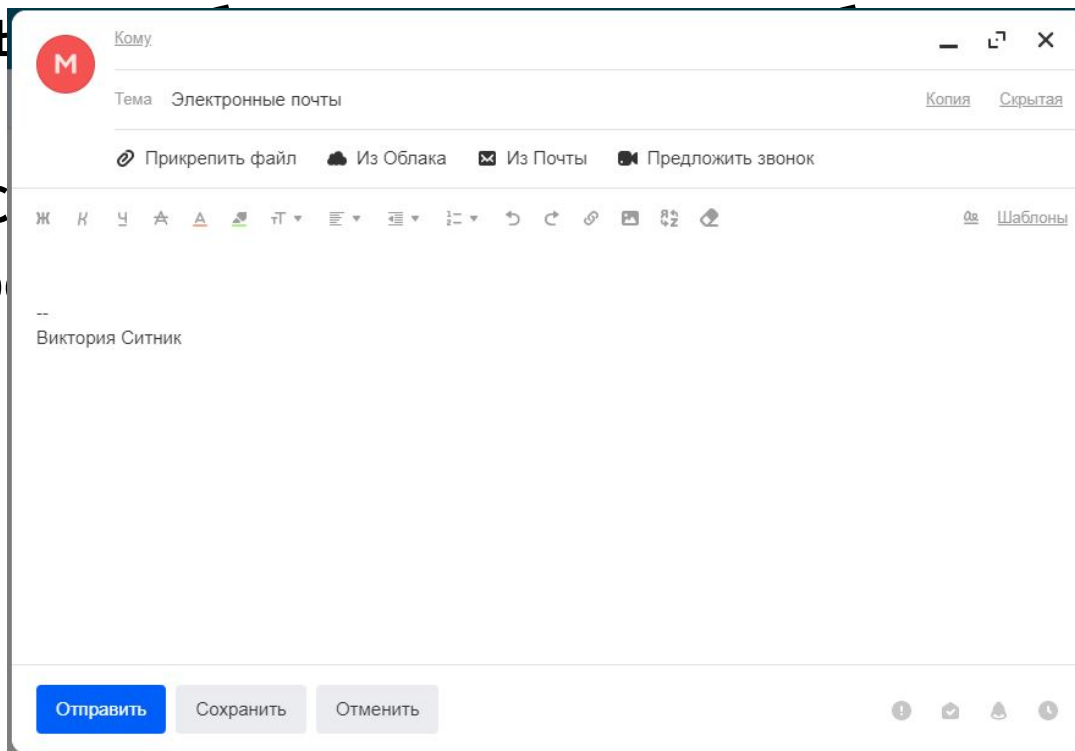 Кому
М
Тема Электронные почты Копия Скрытая
Прикрепить файл Из Облака Из Почты Предложить звонок
Ж К Ч А А тТ Шаблоны
--
Виктория Ситник
Отправить Сохранить Отменить